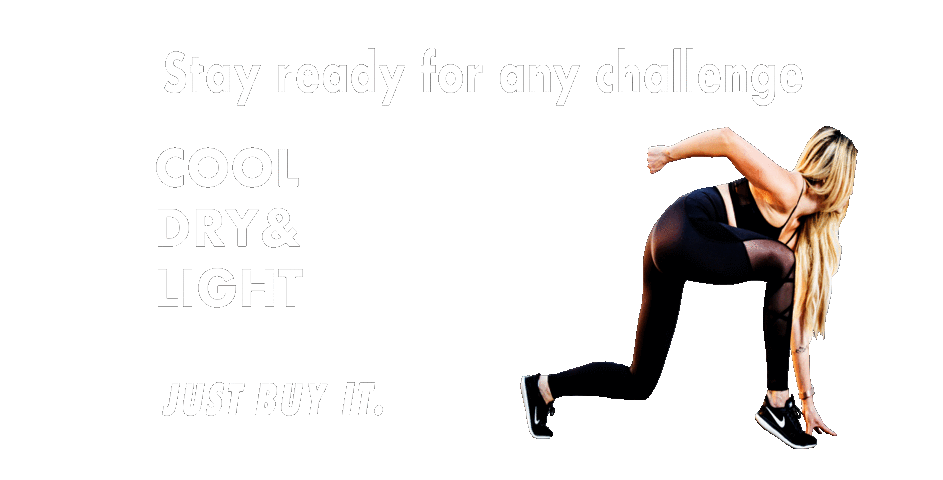 Stay ready for any challenge
COOL
DRY&
LIGHT
JUST BUY IT.